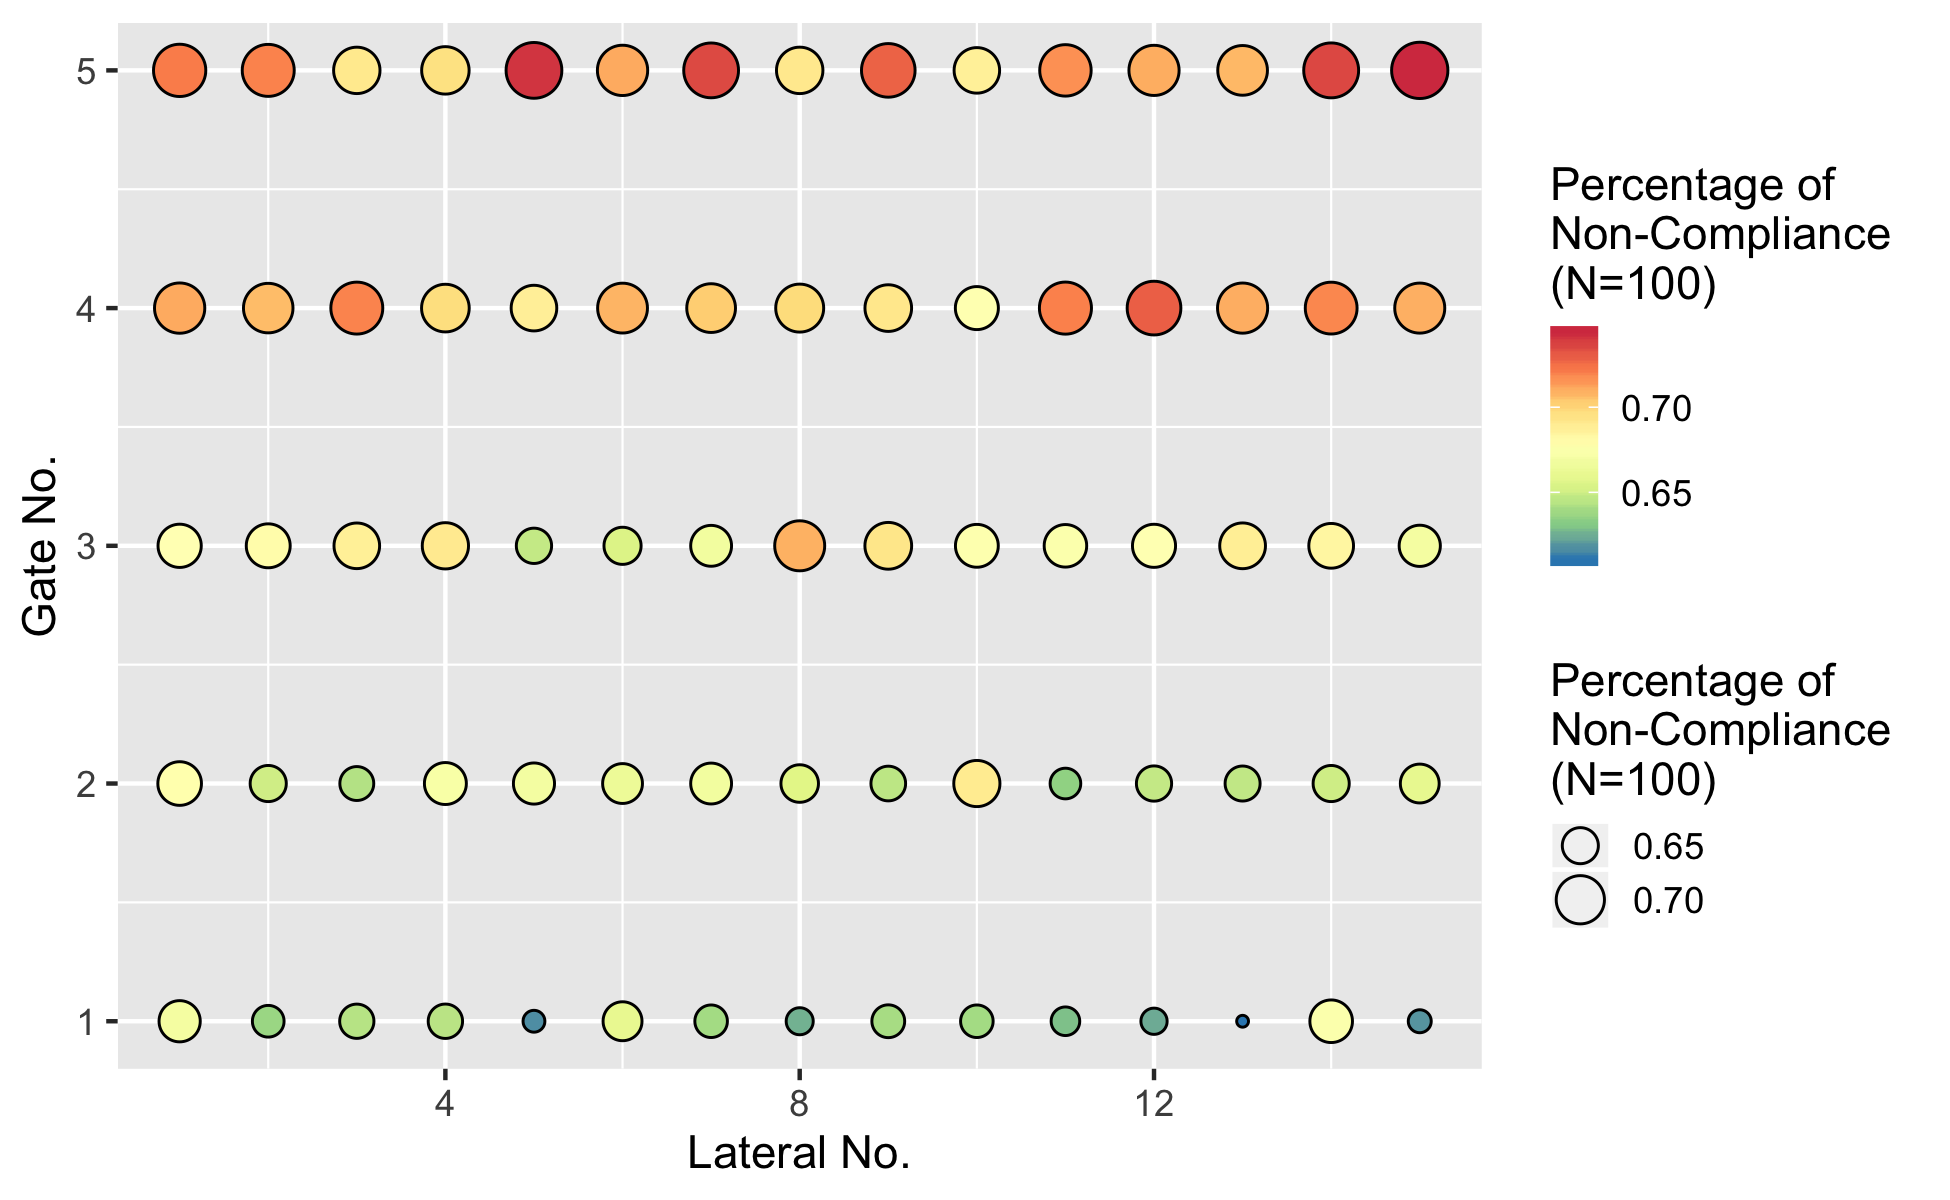 5
4
3
2
1
Gate No.
4 8 12
Lateral No.
Percentage of
Non-Compliance
(N=100)
0.70
0.65
Percentage of
Non-Compliance
(N=100)
0.65
0.70